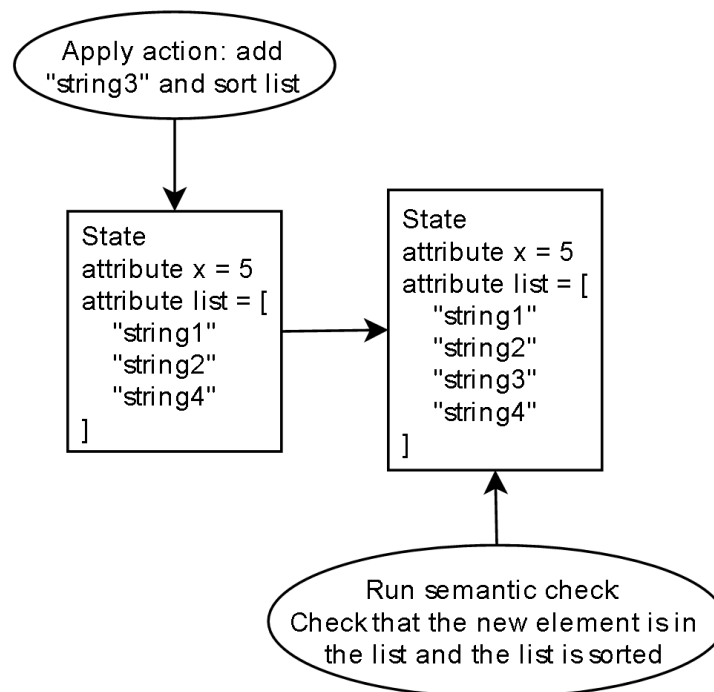 Apply action: add
"string3" and sort list
State
attribute x = 5
attribute list = [
"string1"
"string2"
"string4"
]
State
attribute x = 5
attribute list = [
"string1"
"string2"
"string3"
"string4"
]
Run semantic check
Check that the new element is in
the list and the list is sorted